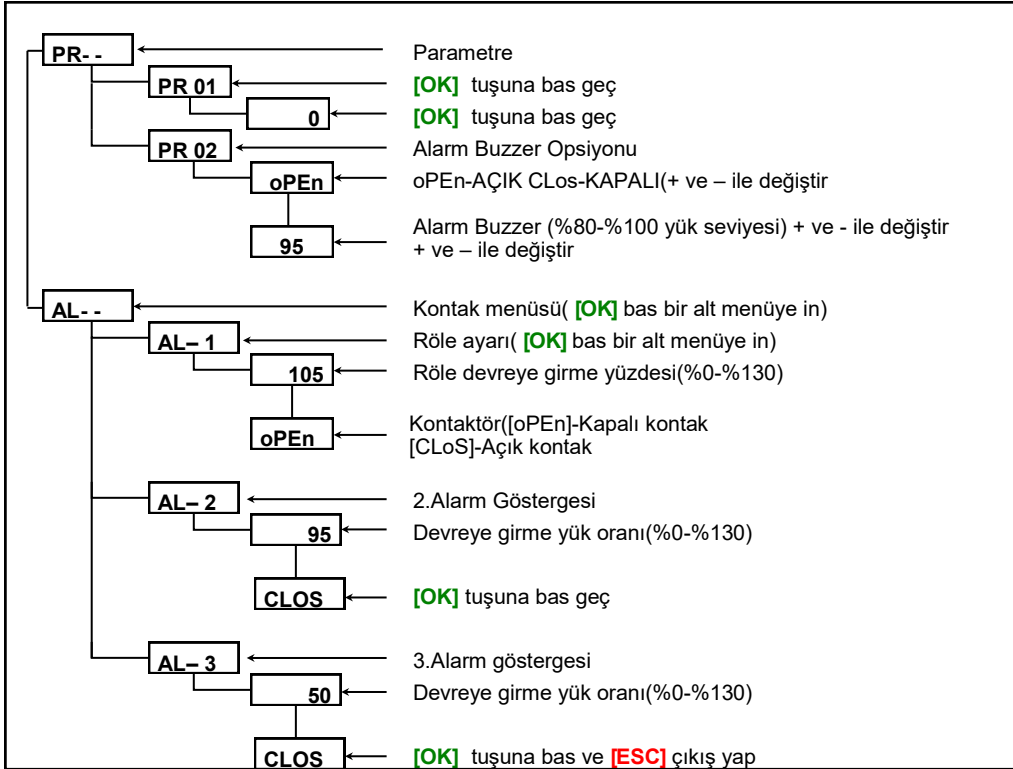 PR- - Parametre
PR 01 [OK] tuşuna bas geç
0 [OK] tuşuna bas geç
PR 02 Alarm Buzzer Opsiyonu
oPEn oPEn-AÇIK CLos-KAPALI(+ ve – ile değiştir
95 Alarm Buzzer (%80-%100 yük seviyesi) + ve - ile değiştir
+ ve – ile değiştir
AL- - Kontak menüsü( [OK] bas bir alt menüye in)
AL– 1 Röle ayarı( [OK] bas bir alt menüye in)
105 Röle devreye girme yüzdesi(%0-%130)
oPEn Kontaktör([oPEn]-Kapalı kontak
[CLoS]-Açık kontak
AL– 2 2.Alarm Göstergesi
95 Devreye girme yük oranı(%0-%130)
CLOS [OK] tuşuna bas geç
AL– 3 3.Alarm göstergesi
50 Devreye girme yük oranı(%0-%130)
CLOS [OK] tuşuna bas ve [ESC] çıkış yap